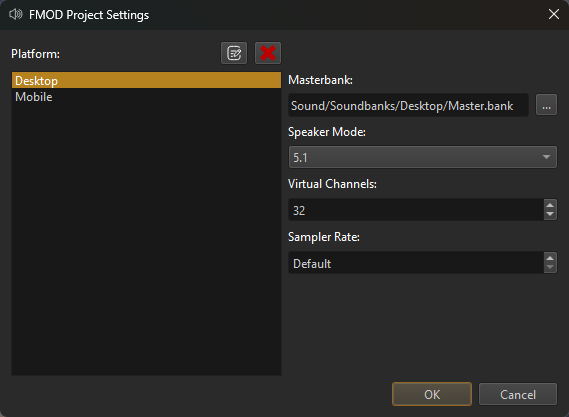 FMOD Project Settings
Platform:
Desktop
Mobile
Masterbank:
Sound/Soundbanks/Desktop/Master.bank
...
Speaker Mode:
5.1
Virtual Channels:
32
Sampler Rate:
Default
OK
Cancel